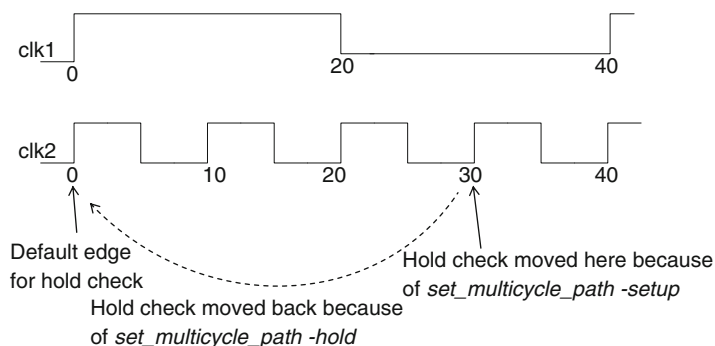 clk1
0
20
40
clk2
0
10
20
30
40
Default edge
for hold check
Hold check moved here because
of set_multicycle_path -setup
Hold check moved back because
of set_multicycle_path -hold